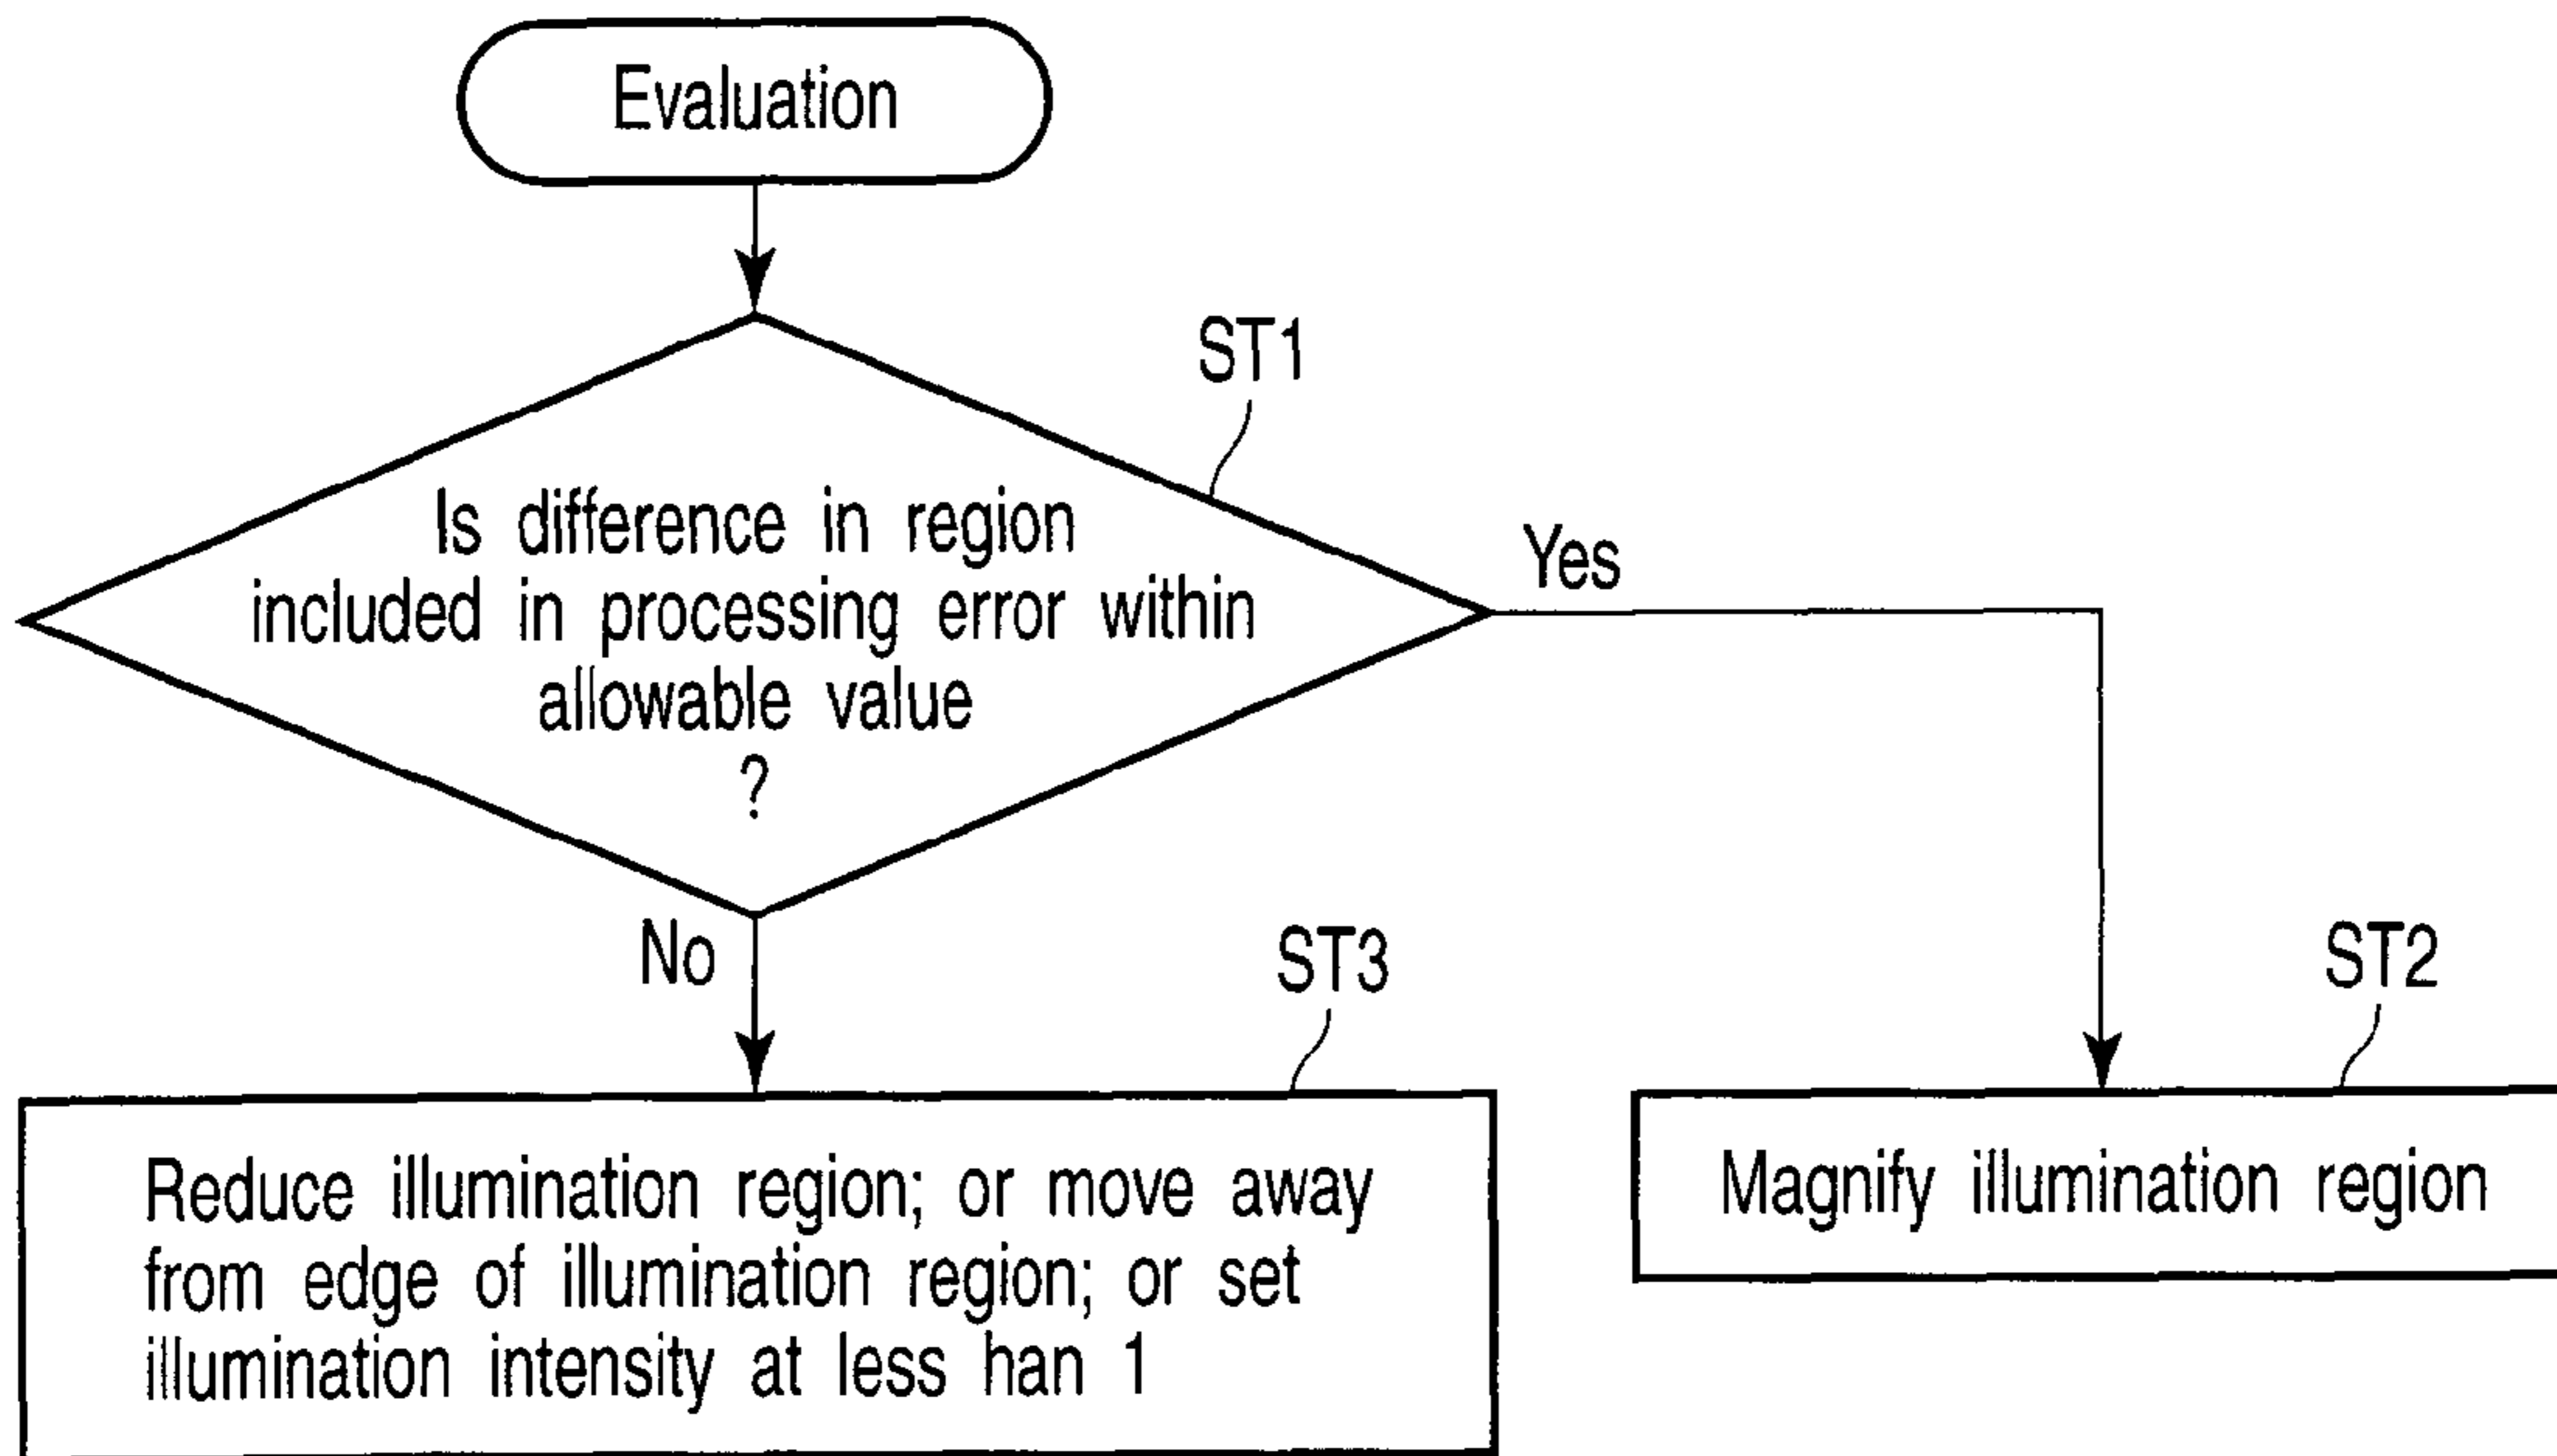 Evaluation
ST1
Is difference in region
included in processing error within
allowable value
?
Yes
No
ST3
ST2
Reduce illumination region; or move away
from edge of illumination region; or set
illumination intensity at less han 1
Magnify illumination region